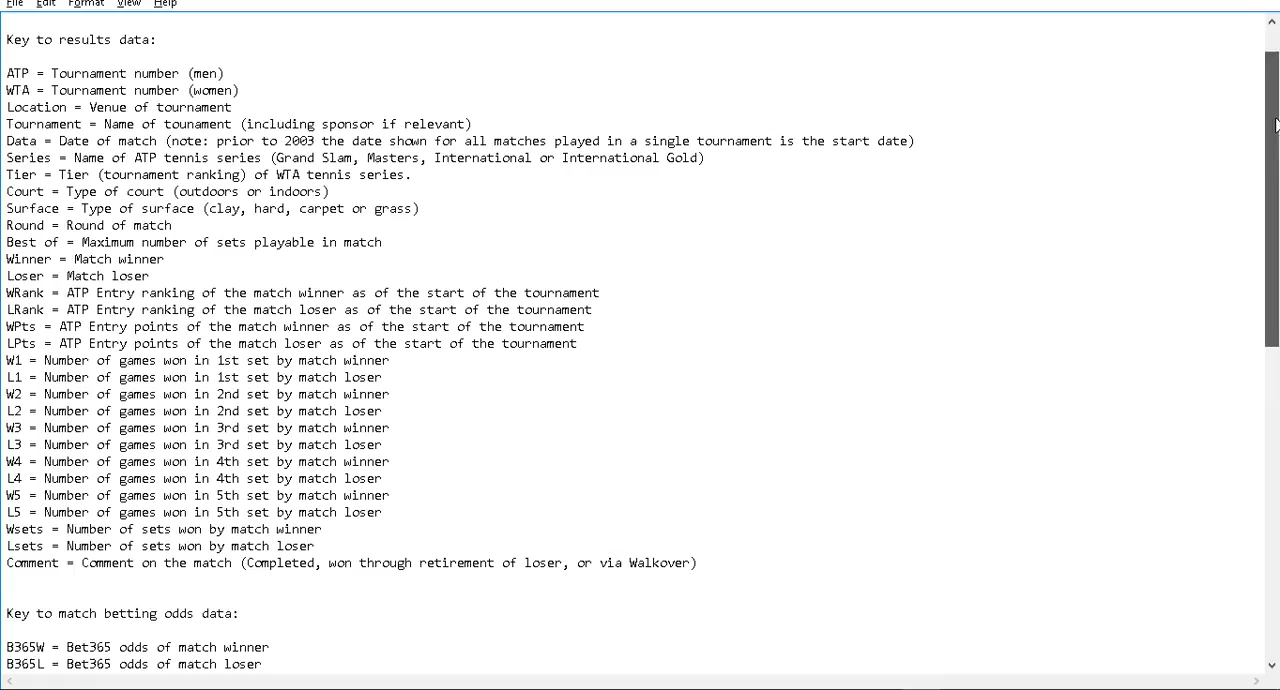 File Edit Format View Help
Key to results data:
ATP = Tournament number (men)
WTA = Tournament number (women)
Location = Venue of tournament
Tournament = Name of tounament (including sponsor if relevant)
Data = Date of match (note: prior to 2003 the date shown for all matches played in a single tournament is the start date)
Series = Name of ATP tennis series (Grand Slam, Masters, International or International Gold)
Tier = Tier (tournament ranking) of WTA tennis series.
Court = Type of court (outdoors or indoors)
Surface = Type of surface (clay, hard, carpet or grass)
Round = Round of match
Best of = Maximum number of sets playable in match
Winner = Match winner
Loser = Match loser
WRank = ATP Entry ranking of the match winner as of the start of the tournament
LRank = ATP Entry ranking of the match loser as of the start of the tournament
WPts = ATP Entry points of the match winner as of the start of the tournament
LPts = ATP Entry points of the match loser as of the start of the tournament
W1 = Number of games won in 1st set by match winner
L1 = Number of games won in 1st set by match loser
W2 = Number of games won in 2nd set by match winner
L2 = Number of games won in 2nd set by match loser
W3 = Number of games won in 3rd set by match winner
L3 = Number of games won in 3rd set by match loser
W4 = Number of games won in 4th set by match winner
L4 = Number of games won in 4th set by match loser
W5 = Number of games won in 5th set by match winner
L5 = Number of games won in 5th set by match loser
Wsets = Number of sets won by match winner
Lsets = Number of sets won by match loser
Comment = Comment on the match (Completed, won through retirement of loser, or via Walkover)
Key to match betting odds data:
B365W = Bet365 odds of match winner
B365L = Bet365 odds of match loser